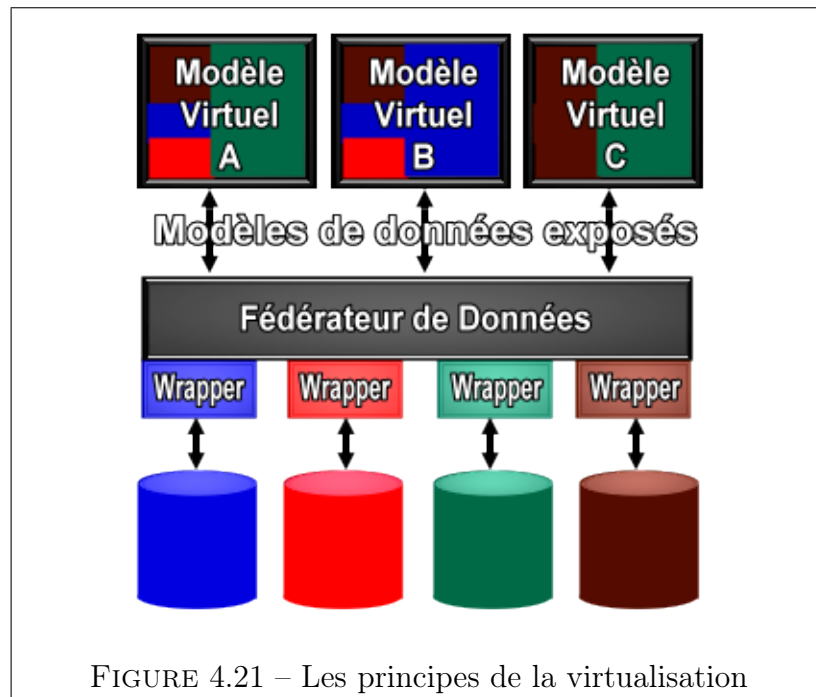 Modèle Virtuel A
Modèle Virtuel B
Modèle Virtuel C
Modèles de données exposés
Fédérateur de Données
Wrapper Wrapper Wrapper Wrapper
FIGURE 4.21 – Les principes de la virtualisation